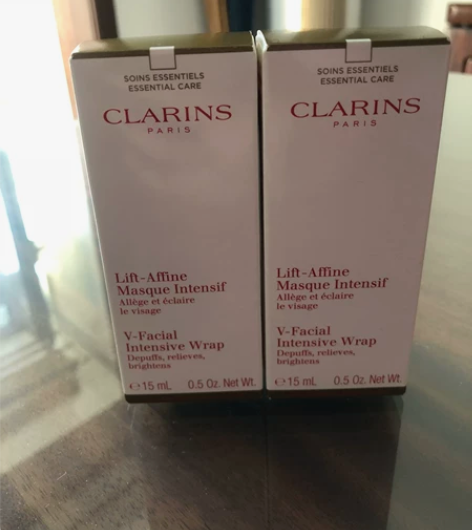 SOINS ESSENTIELS
ESSENTIAL CARE
CLARINS
PARIS
Lift-Affine
Masque Intensif
Allège et éclaire
le visage
V-Facial
Intensive Wrap
Depuffs, relieves,
brightens
℮ 15 mL 0.5 Oz. Net Wt.
SOINS ESSENTIELS
ESSENTIAL CARE
CLARINS
PARIS
Lift-Affine
Masque Intensif
Allège et éclaire
le visage
V-Facial
Intensive Wrap
Depuffs, relieves,
brightens
℮ 15 mL 0.5 Oz. Net Wt.